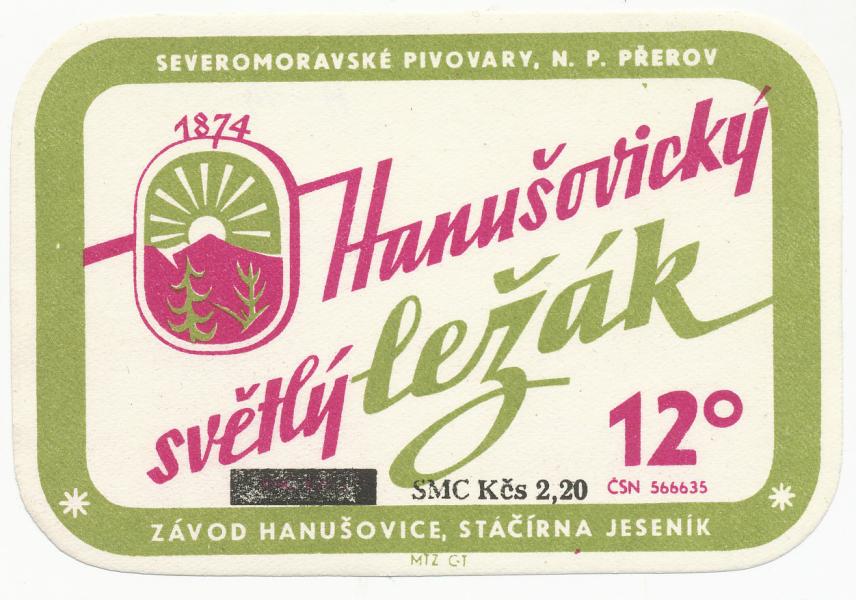 SEVEROMORAVSKÉ PIVOVARY, N. P. PŘEROV
1874
Hanušovický
ležák
světlý
12°
SMC Kčs 2,20
ČSN 566635
ZÁVOD HANUŠOVICE, STÁČÍRNA JESENÍK
MTZ G-T